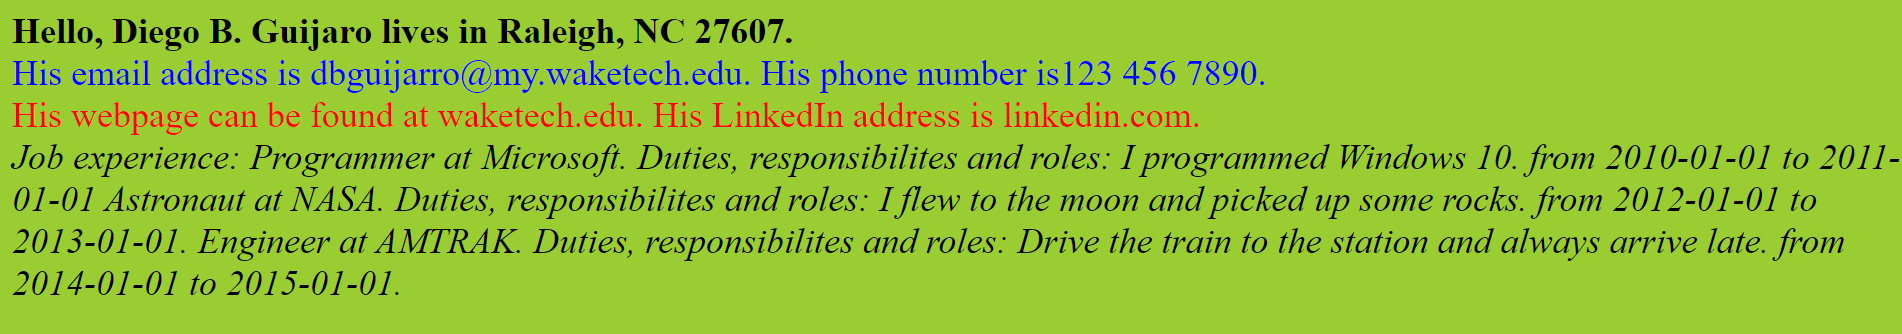 Hello, Diego B. Guijaro lives in Raleigh, NC 27607.
His email address is dbguijarro@my.waketech.edu. His phone number is123 456 7890.
His webpage can be found at waketech.edu. His LinkedIn address is linkedin.com.
Job experience: Programmer at Microsoft. Duties, responsibilites and roles: I programmed Windows 10. from 2010-01-01 to 2011-
01-01 Astronaut at NASA. Duties, responsibilites and roles: I flew to the moon and picked up some rocks. from 2012-01-01 to
2013-01-01. Engineer at AMTRAK. Duties, responsibilites and roles: Drive the train to the station and always arrive late. from
2014-01-01 to 2015-01-01.